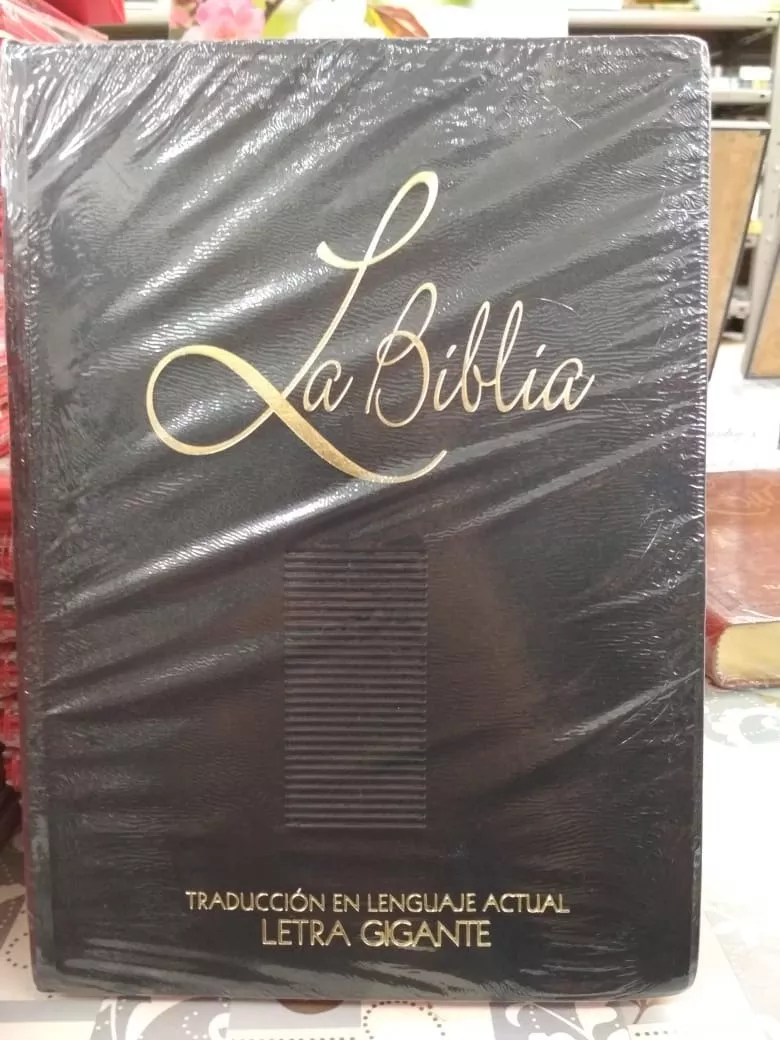 La Biblia
TRADUCCIÓN EN LENGUAJE ACTUAL
LETRA GIGANTE